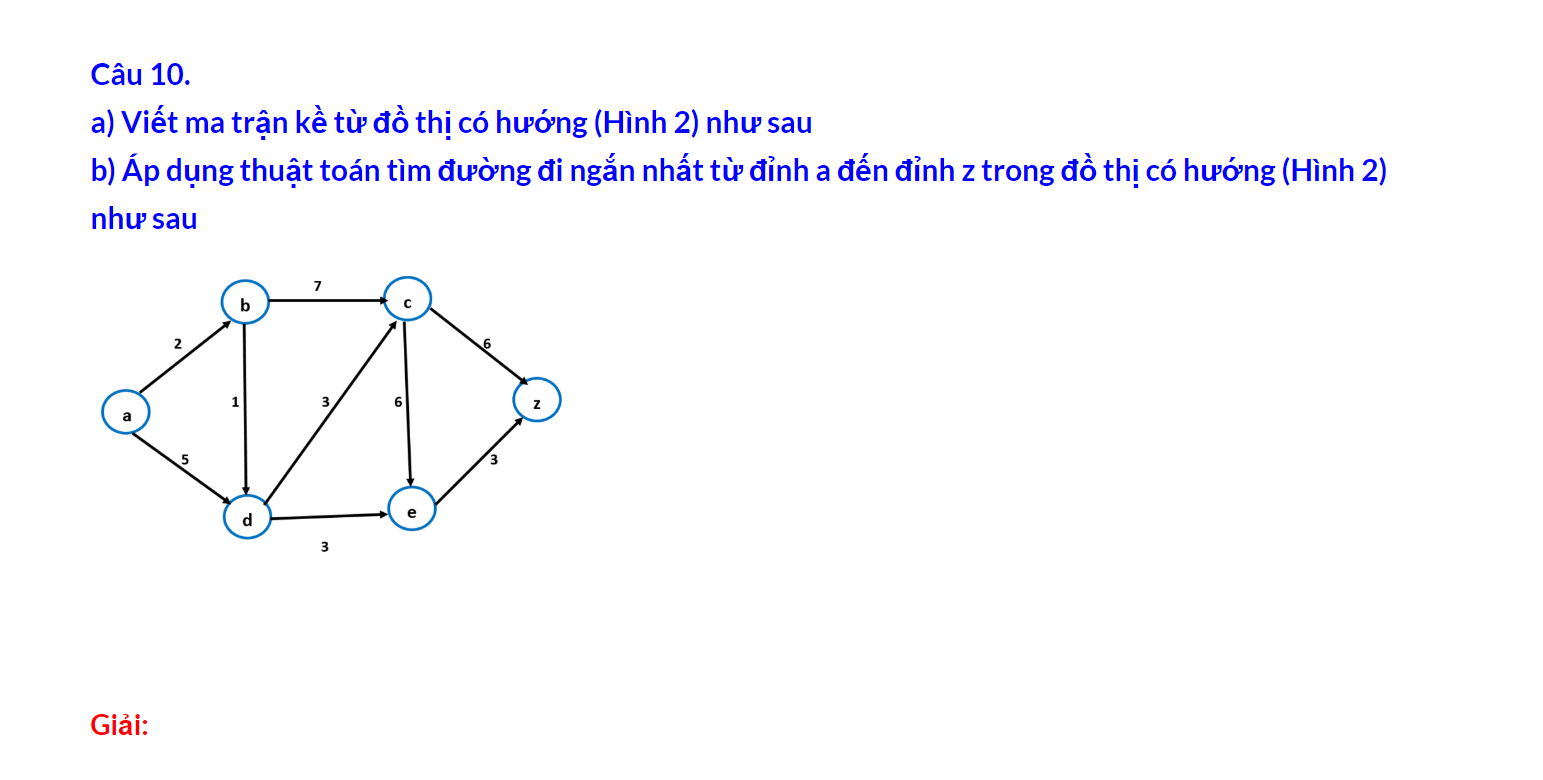 Câu 10.
a) Viết ma trận kề từ đồ thị có hướng (Hình 2) như sau
b) Áp dụng thuật toán tìm đường đi ngắn nhất từ đỉnh a đến đỉnh z trong đồ thị có hướng (Hình 2)
như sau
7
b
c
2
6
1
3
6
z
a
5
3
d
e
3
Giải: